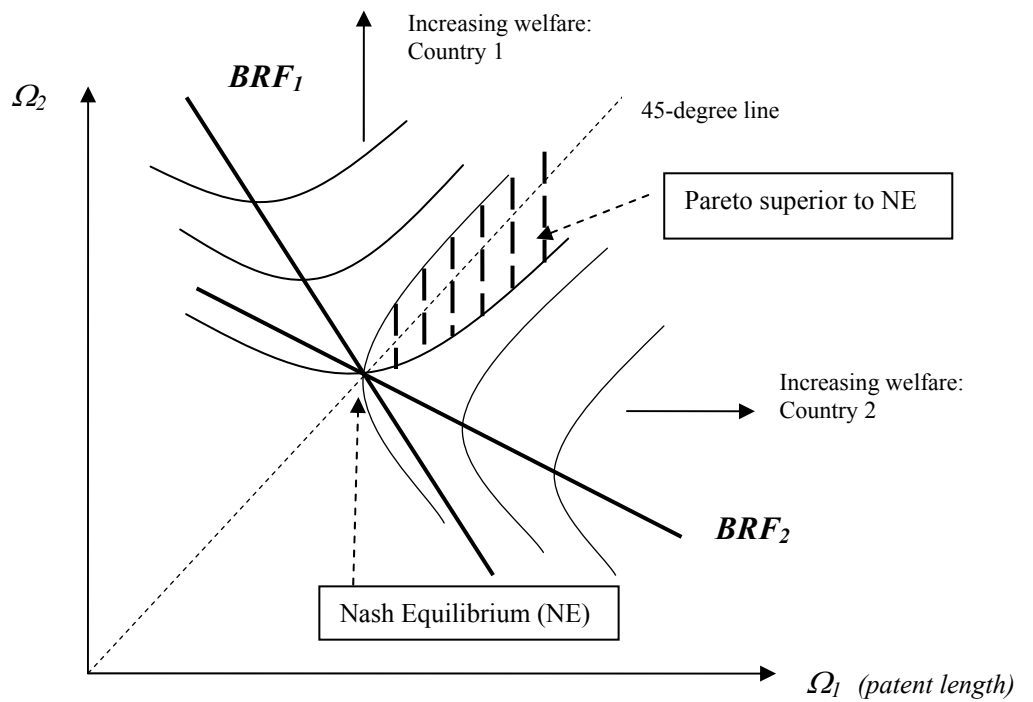 Increasing welfare:
Country 1
BRF₁
Ω₂
45-degree line
Pareto superior to NE
Increasing welfare:
Country 2
BRF₂
Nash Equilibrium (NE)
Ω₁ (patent length)